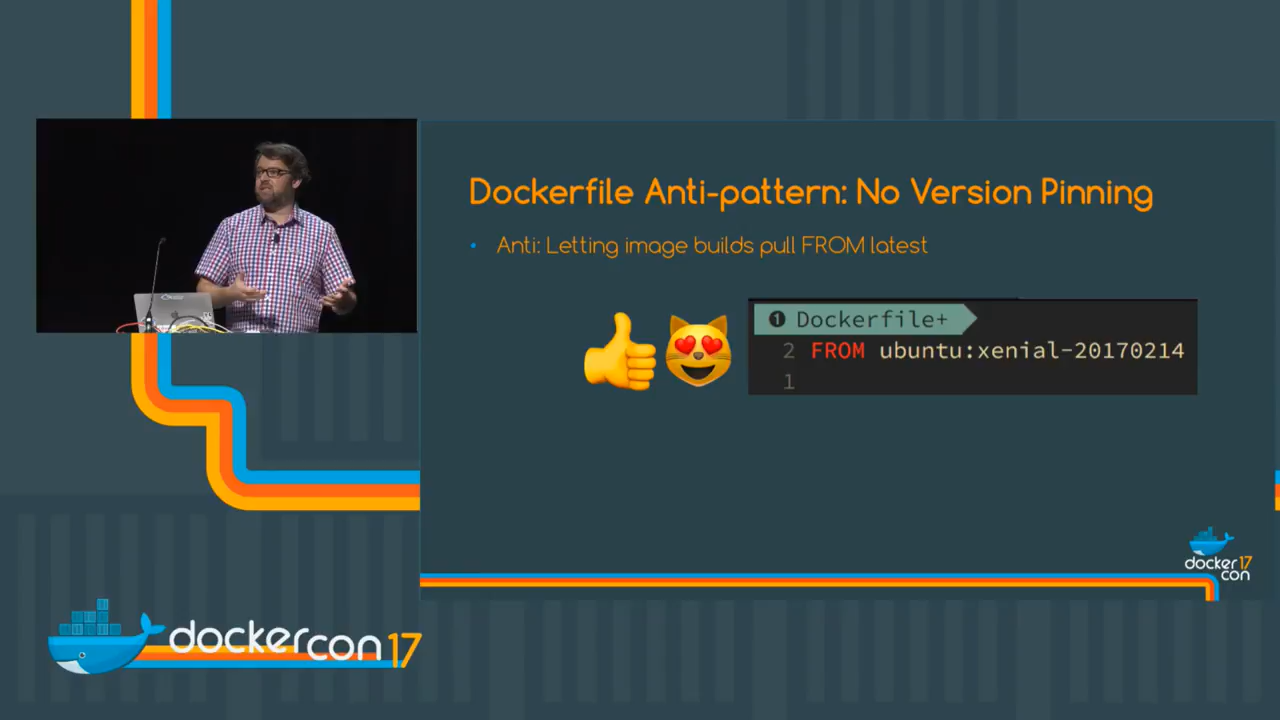 Dockerfile Anti-pattern: No Version Pinning
• Anti: Letting image builds pull FROM latest
❶ Dockerfile+
2 FROM ubuntu:xenial-20170214
1
docker 17
con
dockercon 17